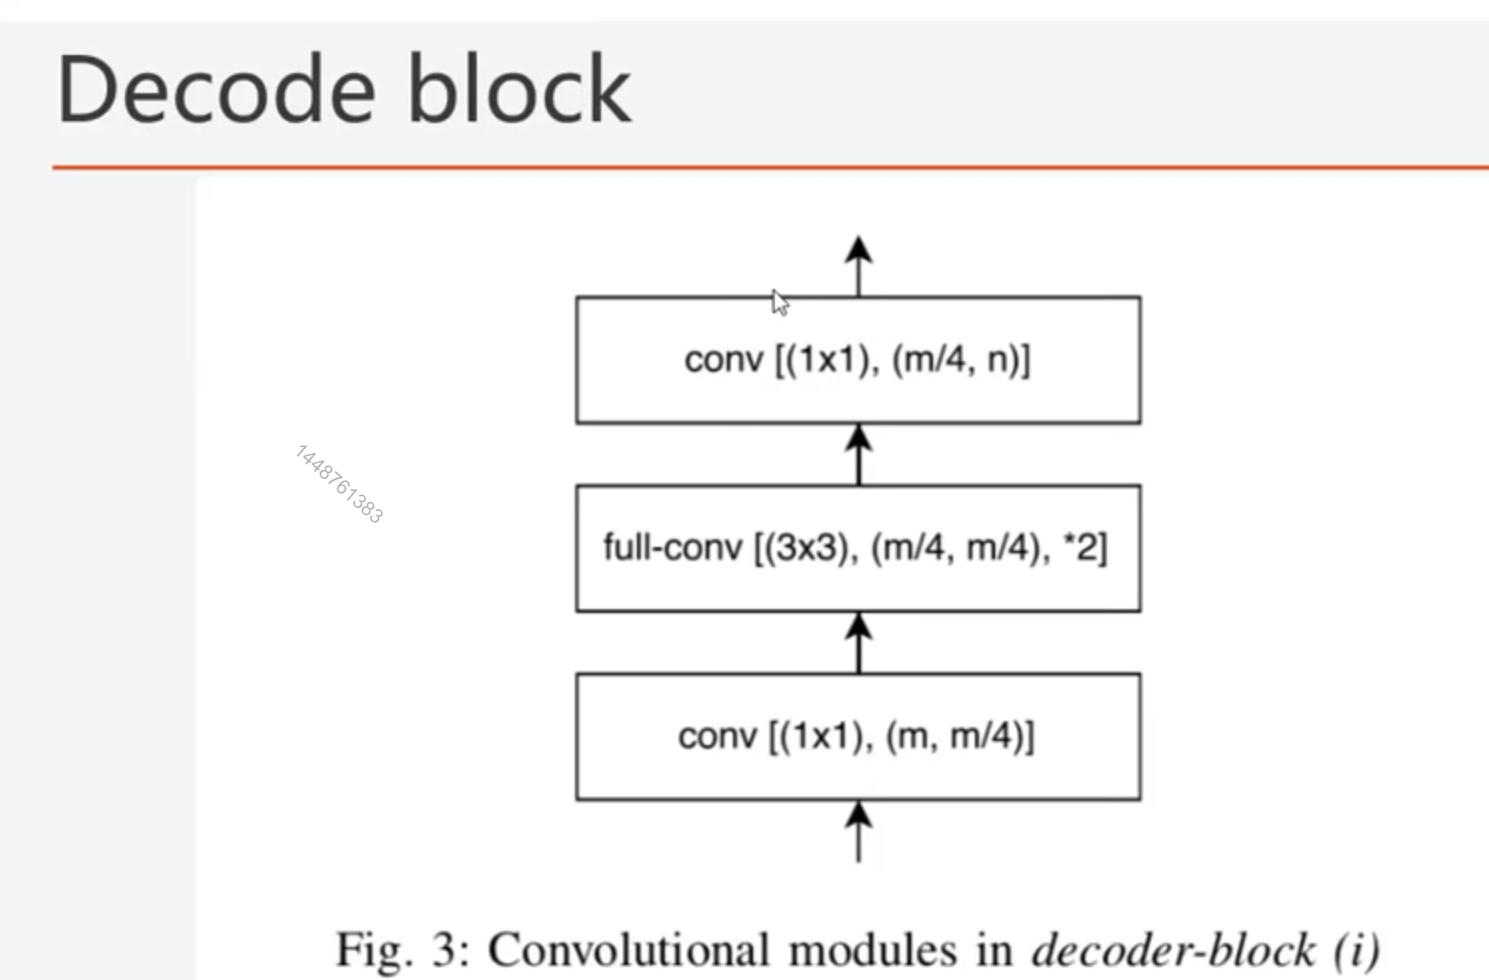 Decode block
conv [(1x1), (m/4, n)]
1448761383
full-conv [(3x3), (m/4, m/4), *2]
conv [(1x1), (m, m/4)]
Fig. 3: Convolutional modules in decoder-block (i)